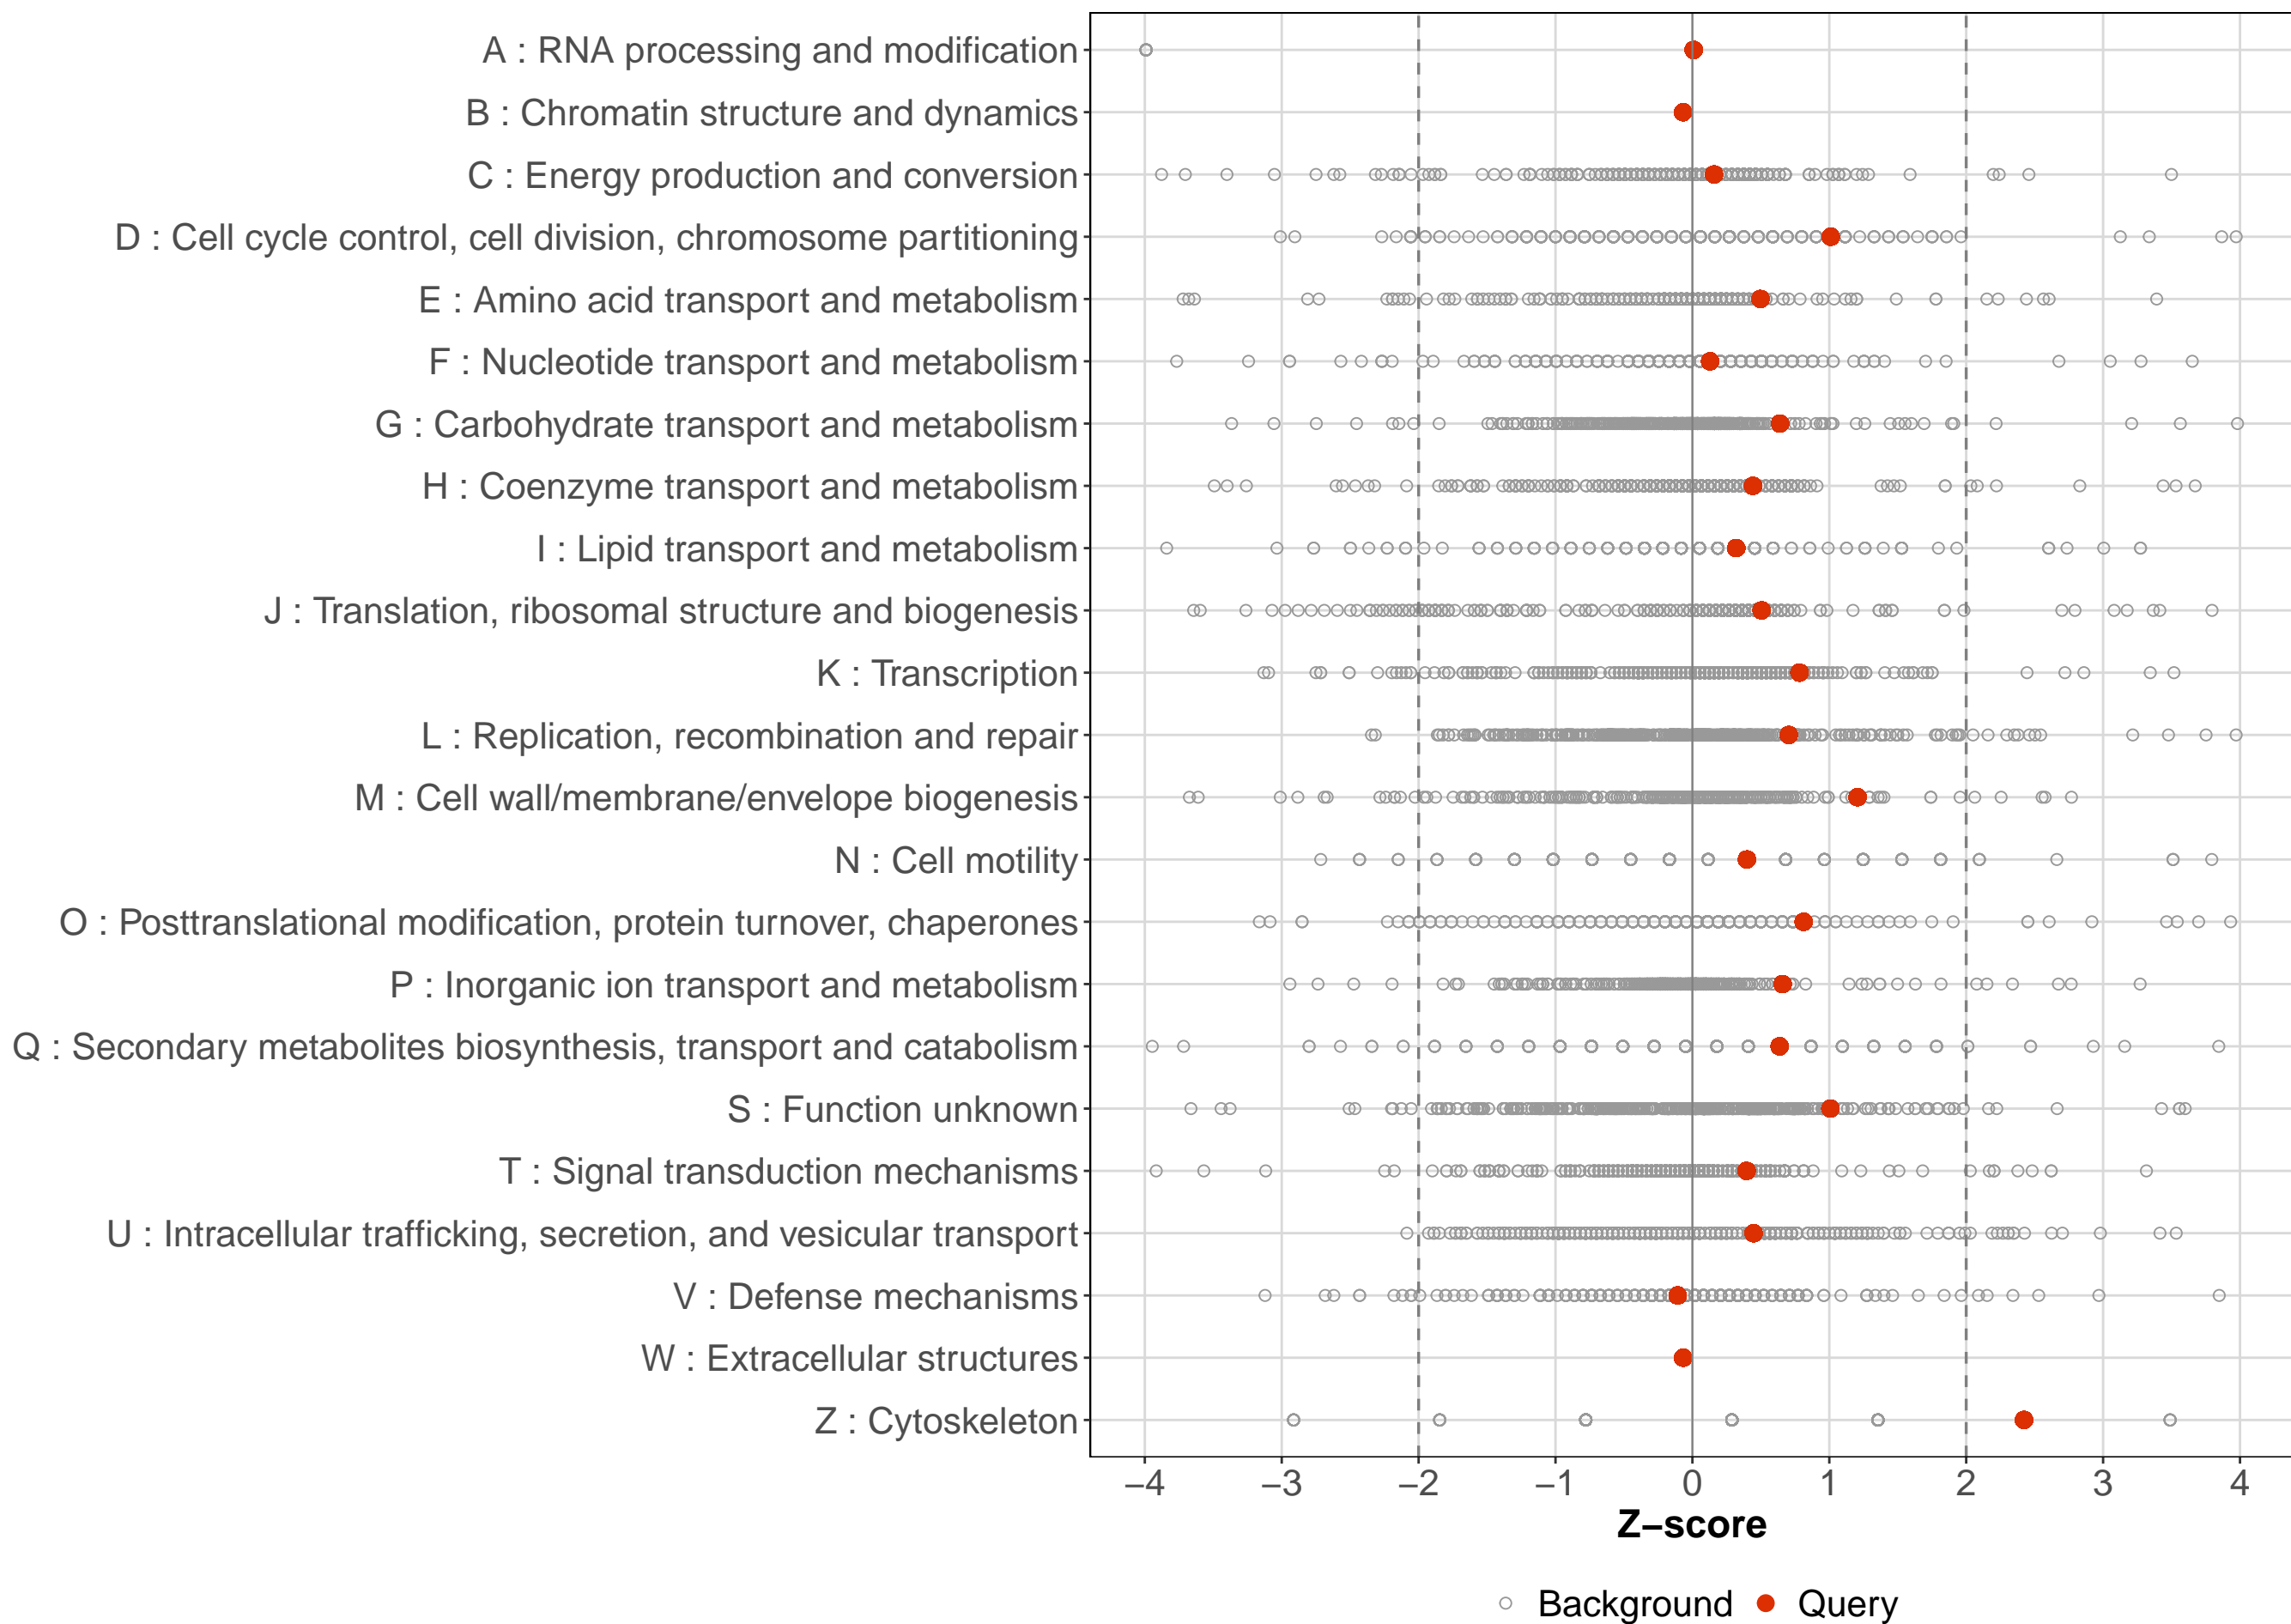 A : RNA processing and modification
B : Chromatin structure and dynamics
C : Energy production and conversion
D : Cell cycle control, cell division, chromosome partitioning
E : Amino acid transport and metabolism
F : Nucleotide transport and metabolism
G : Carbohydrate transport and metabolism
H : Coenzyme transport and metabolism
I : Lipid transport and metabolism
J : Translation, ribosomal structure and biogenesis
K : Transcription
L : Replication, recombination and repair
M : Cell wall/membrane/envelope biogenesis
N : Cell motility
O : Posttranslational modification, protein turnover, chaperones
P : Inorganic ion transport and metabolism
Q : Secondary metabolites biosynthesis, transport and catabolism
S : Function unknown
T : Signal transduction mechanisms
U : Intracellular trafficking, secretion, and vesicular transport
V : Defense mechanisms
W : Extracellular structures
Z : Cytoskeleton
−4 −3 −2 −1 0 1 2 3 4
Z−score
Background Query